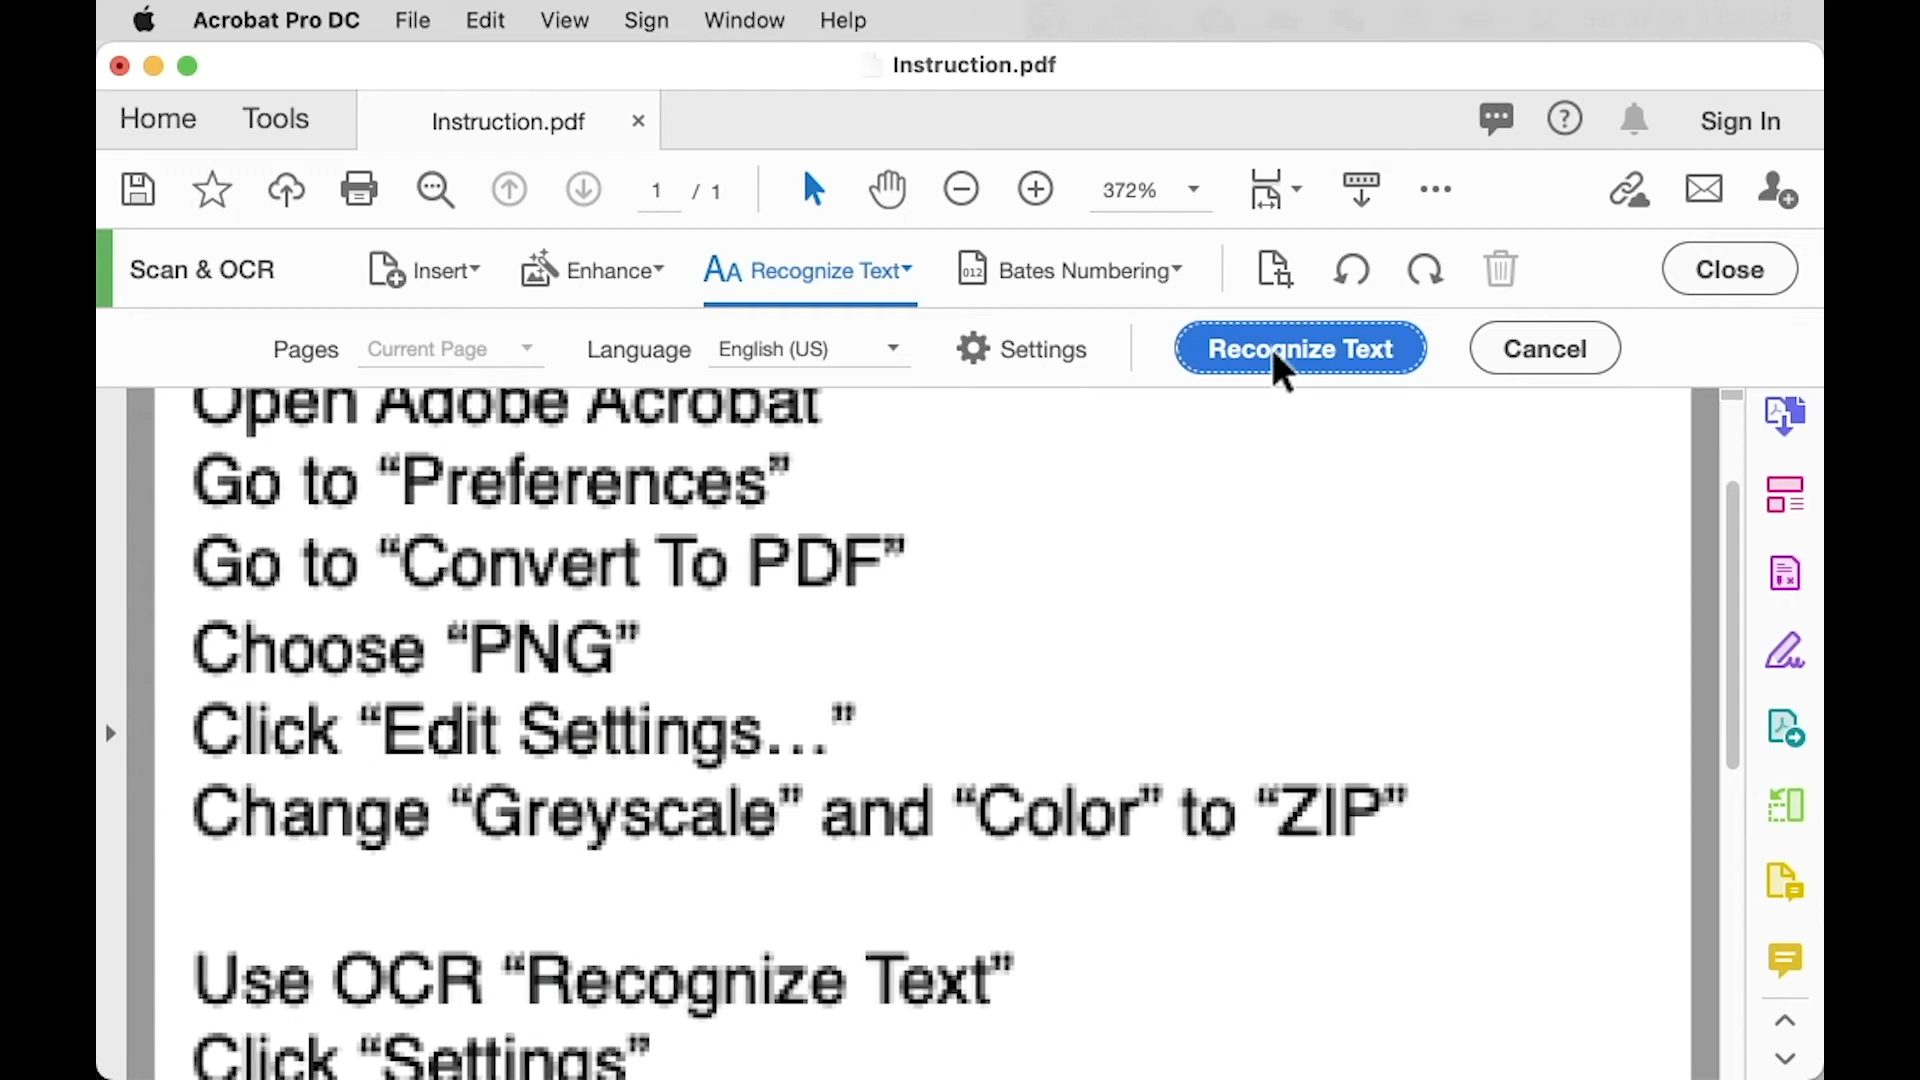 Acrobat Pro DC File Edit View Sign Window Help
Instruction.pdf
Home Tools Instruction.pdf × Sign In
1 / 1 372%
Scan & OCR Insert Enhance Recognize Text Bates Numbering Close
Pages Current Page Language English (US) Settings Recognize Text Cancel
Open Adobe Acrobat
Go to “Preferences”
Go to “Convert To PDF”
Choose “PNG”
Click “Edit Settings...”
Change “Greyscale” and “Color” to “ZIP”
Use OCR “Recognize Text”
Click “Settings”